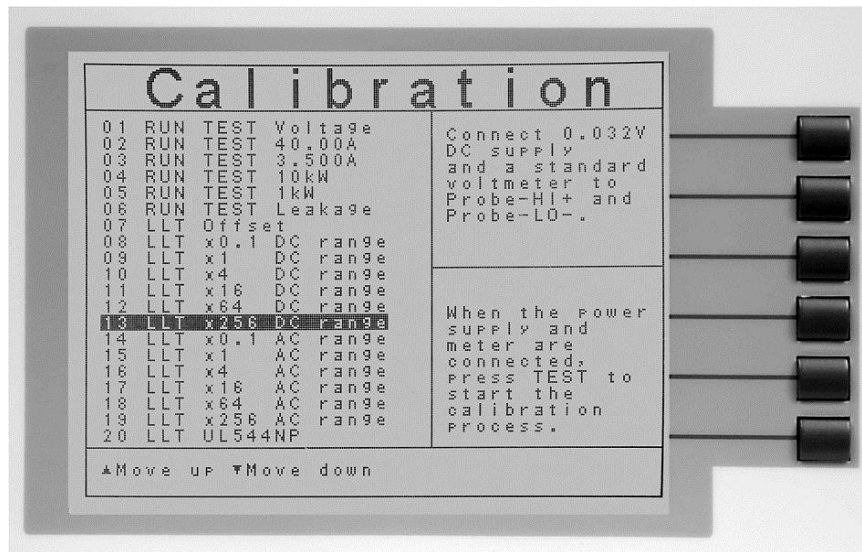 Calibration
01 RUN TEST Voltage
02 RUN TEST 40.00A
03 RUN TEST 3.500A
04 RUN TEST 10kW
05 RUN TEST 1kW
06 RUN TEST Leakage
07 LLT Offset
08 LLT x0.1 DC range
09 LLT x1 DC range
10 LLT x4 DC range
11 LLT x16 DC range
12 LLT x64 DC range
13 LLT x256 DC range
14 LLT x0.1 AC range
15 LLT x1 AC range
16 LLT x4 AC range
17 LLT x16 AC range
18 LLT x64 AC range
19 LLT x256 AC range
20 LLT UL544NP
Connect 0.032V
DC supply
and a standard
voltmeter to
Probe-HI+ and
Probe-LO-.
When the power
supply and
meter are
connected,
press TEST to
start the
calibration
process.
▲Move up ▼Move down